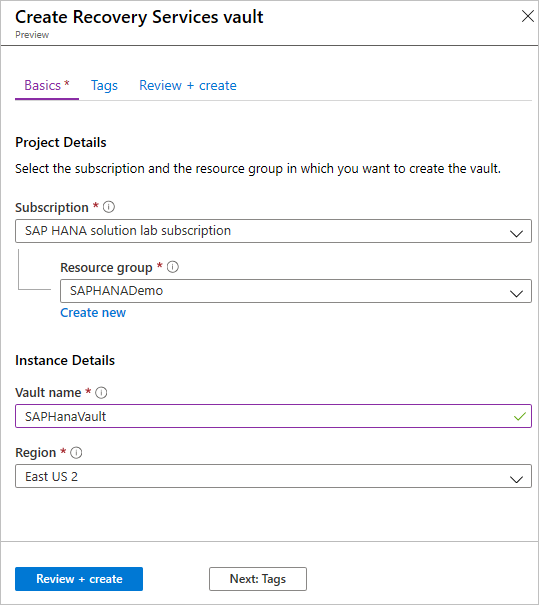 Create Recovery Services vault
Preview
Basics *
Tags
Review + create
Project Details
Select the subscription and the resource group in which you want to create the vault.
Subscription *
SAP HANA solution lab subscription
Resource group *
SAPHANADemo
Create new
Instance Details
Vault name *
SAPHanaVault
Region *
East US 2
Review + create
Next: Tags